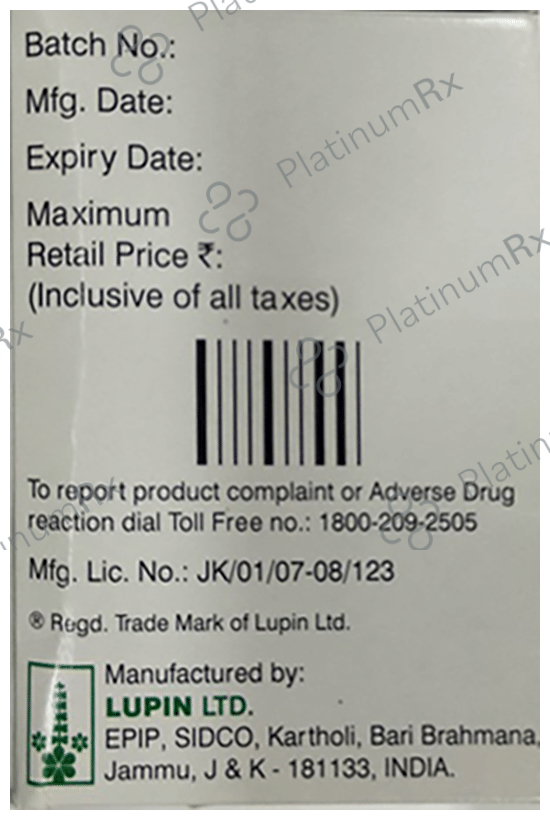 Batch No.:
Mfg. Date:
Expiry Date:
Maximum
Retail Price ₹:
(Inclusive of all taxes)
To report product complaint or Adverse Drug
reaction dial Toll Free no.: 1800-209-2505
Mfg. Lic. No.: JK/01/07-08/123
® Regd. Trade Mark of Lupin Ltd.
Manufactured by:
LUPIN LTD.
EPIP, SIDCO, Kartholi, Bari Brahmana,
Jammu, J & K - 181133, INDIA.
PlatinumRx
PlatinumRx